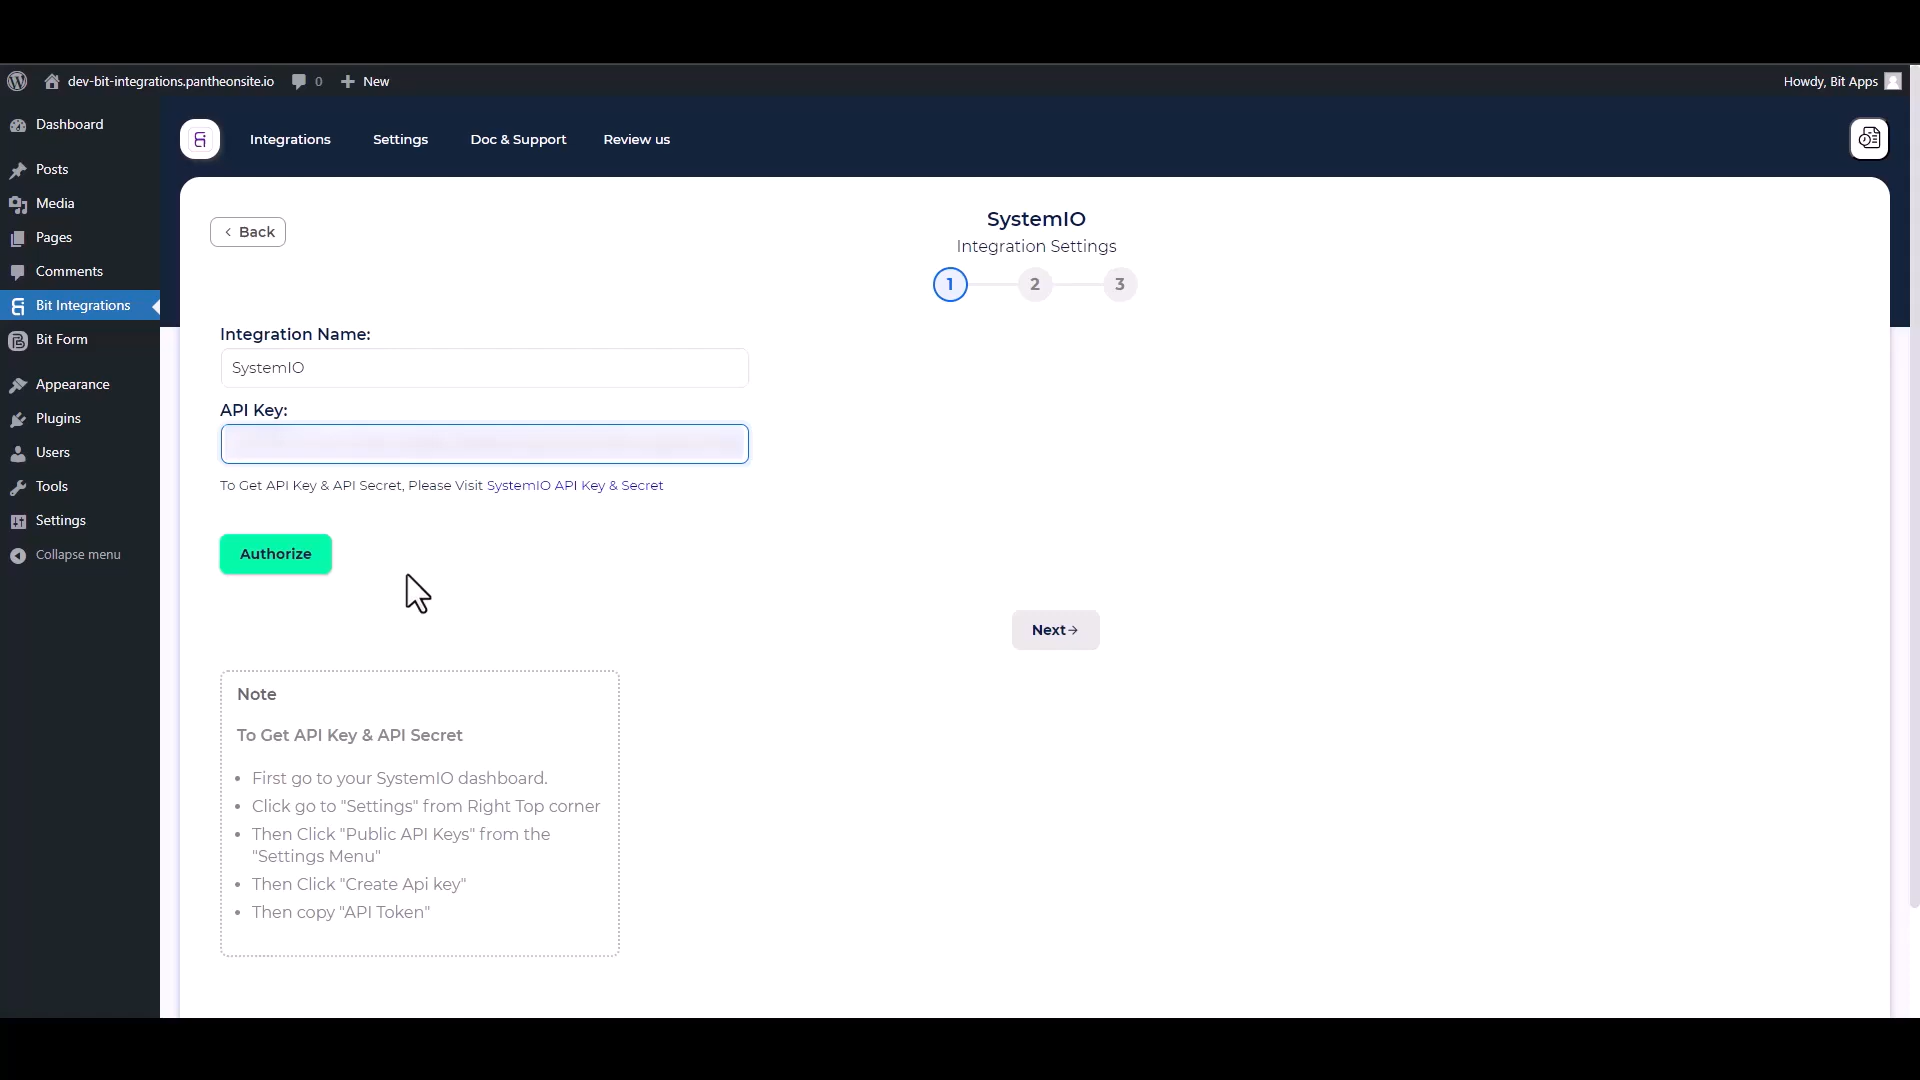 dev-bit-integrations.pantheonsite.io
0
New
Howdy, Bit Apps
Dashboard
Posts
Media
Pages
Comments
Bit Integrations
Bit Form
Appearance
Plugins
Users
Tools
Settings
Collapse menu
Integrations
Settings
Doc & Support
Review us
Back
SystemIO
Integration Settings
1
2
3
Integration Name:
SystemIO
API Key:
To Get API Key & API Secret, Please Visit SystemIO API Key & Secret
Authorize
Next
Note
To Get API Key & API Secret
First go to your SystemIO dashboard.
Click go to "Settings" from Right Top corner
Then Click "Public API Keys" from the
"Settings Menu"
Then Click "Create Api key"
Then copy "API Token"